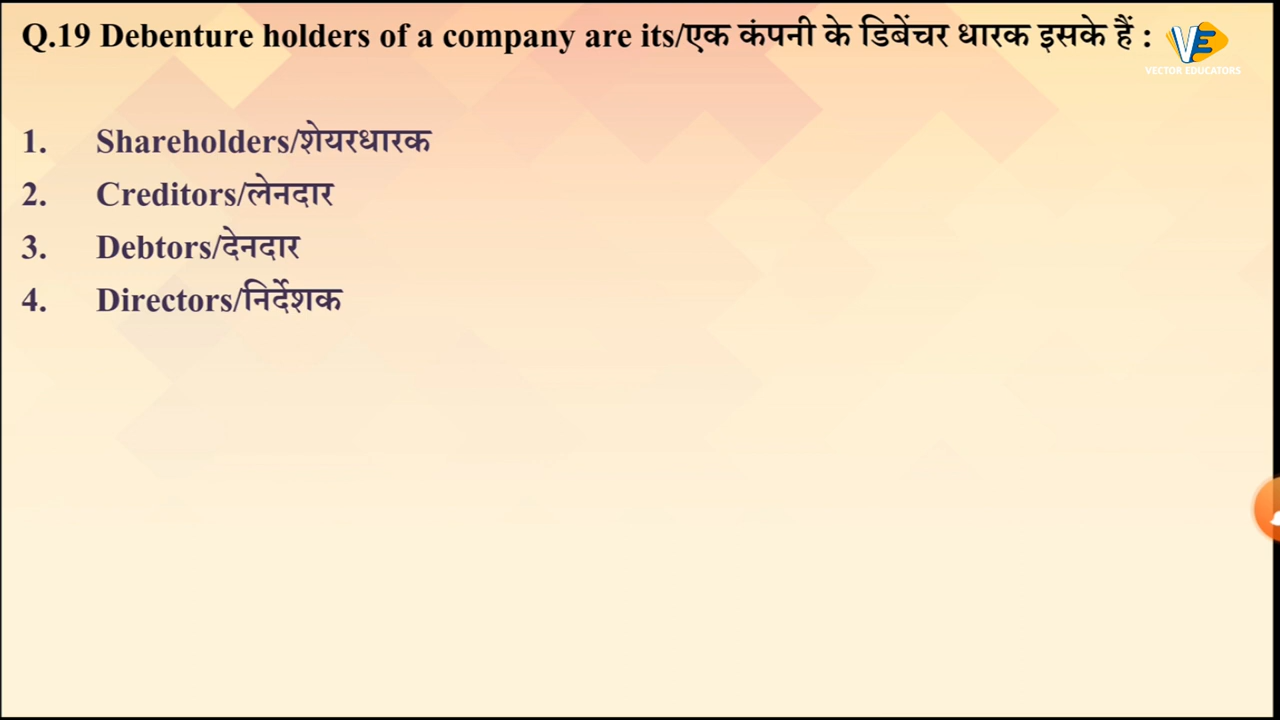 Q.19 Debenture holders of a company are its/एक कंपनी के डिबेंचर धारक इसके हैं :
VE
VECTOR EDUCATORS
1. Shareholders/शेयरधारक
2. Creditors/लेनदार
3. Debtors/देनदार
4. Directors/निर्देशक